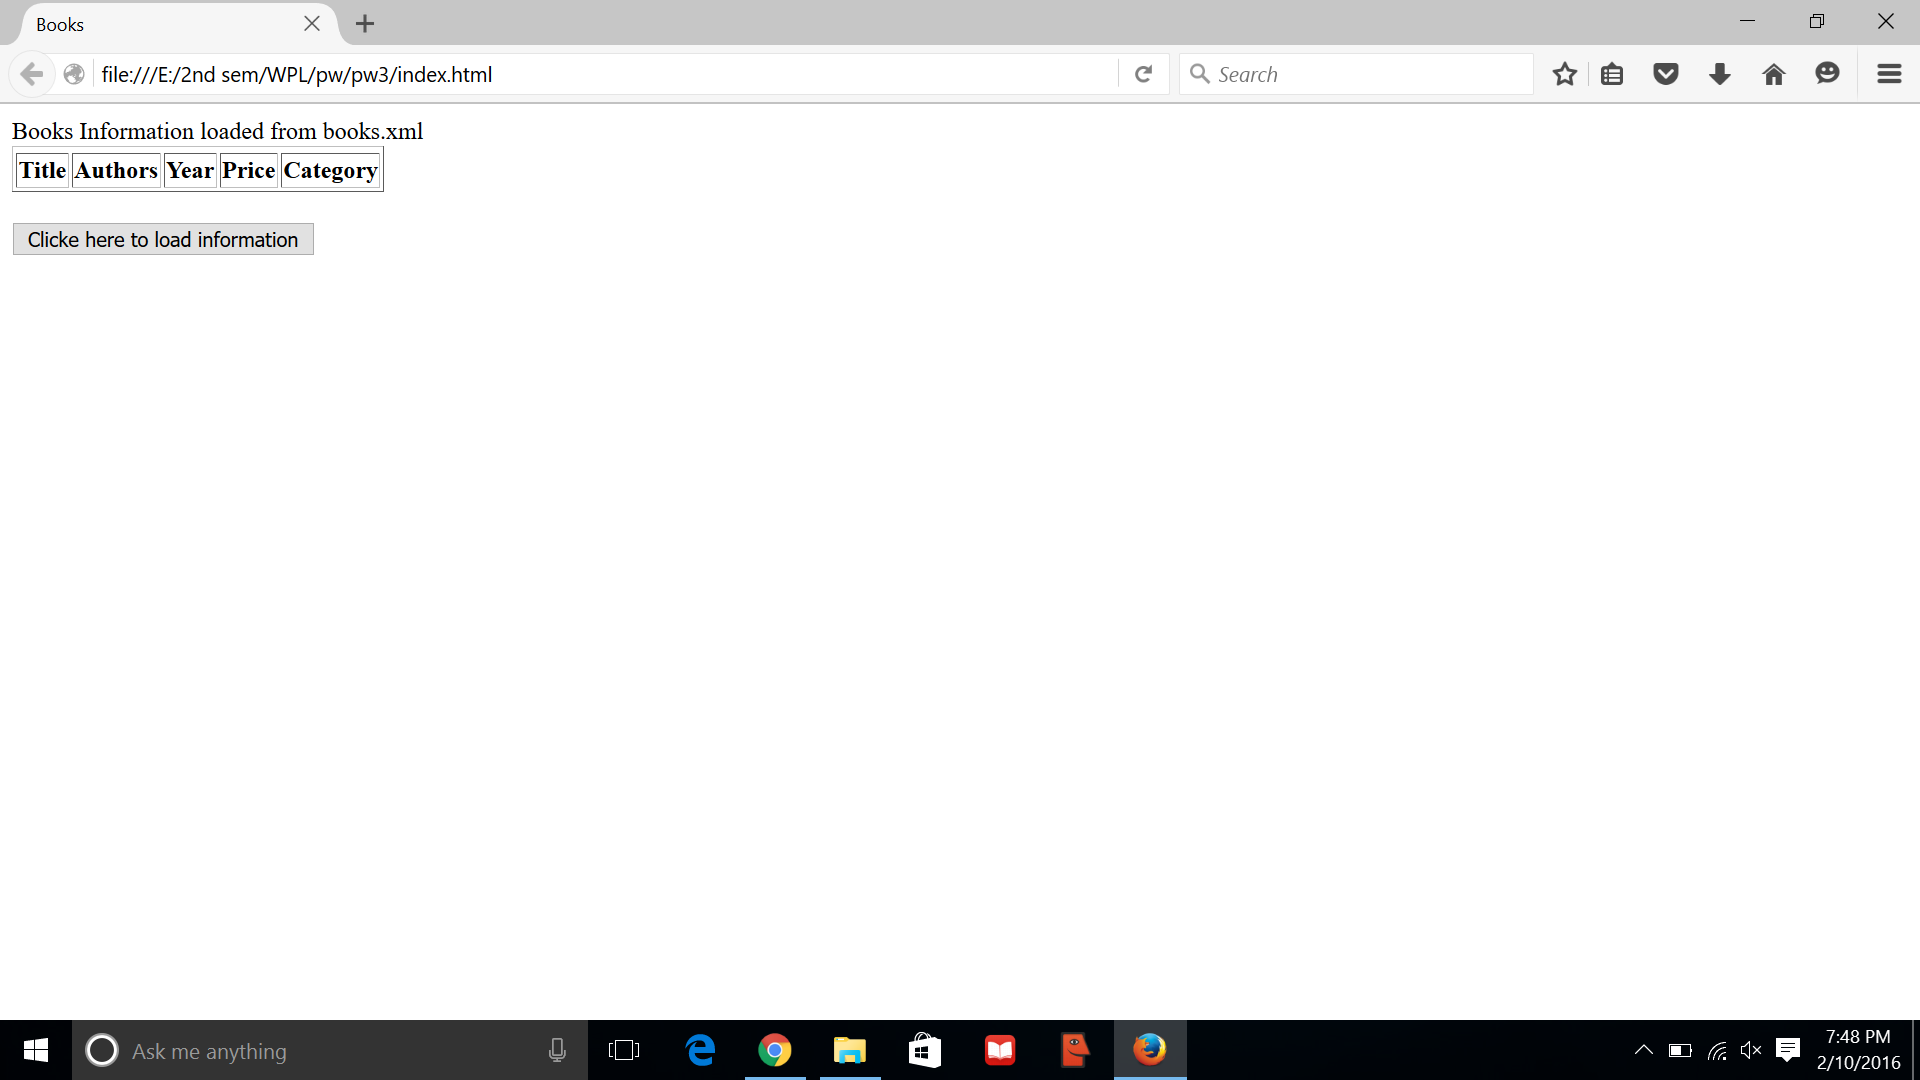 Books
file:///E:/2nd sem/WPL/pw/pw3/index.html
Search
Books Information loaded from books.xml
Title Authors Year Price Category
Clicke here to load information
Ask me anything
7:48 PM
2/10/2016